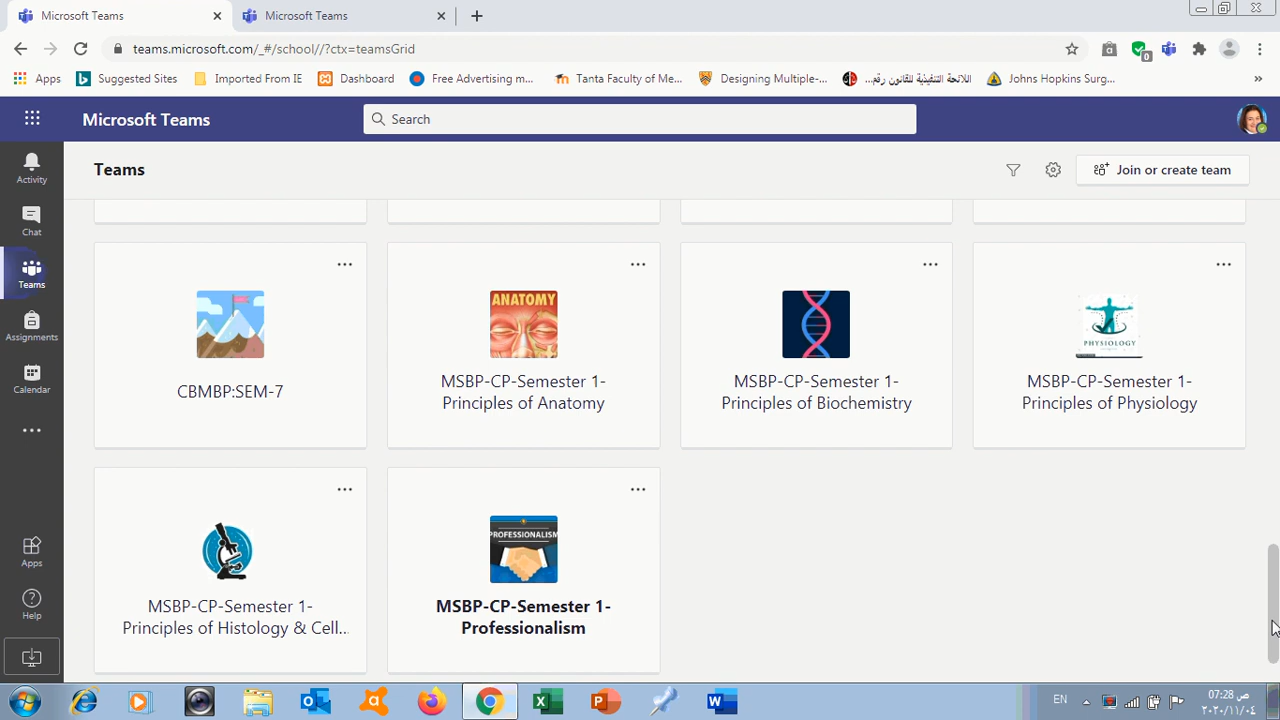 Microsoft Teams
Microsoft Teams
teams.microsoft.com/_#/school//?ctx=teamsGrid
Apps
Suggested Sites
Imported From IE
Dashboard
Free Advertising m...
Tanta Faculty of Me...
Designing Multiple-...
اللائحة التنفيذية للقانون رقم...
Johns Hopkins Surg...
»
Microsoft Teams
Search
Activity
Chat
Teams
Assignments
Calendar
Apps
Help
Teams
Join or create team
CBMBP:SEM-7
ANATOMY
MSBP-CP-Semester 1-
Principles of Anatomy
MSBP-CP-Semester 1-
Principles of Biochemistry
PHYSIOLOGY
MSBP-CP-Semester 1-
Principles of Physiology
MSBP-CP-Semester 1-
Principles of Histology & Cell...
PROFESSIONALISM
MSBP-CP-Semester 1-
Professionalism
EN
07:28 ص
٢٠٢٠/١١/٠٤